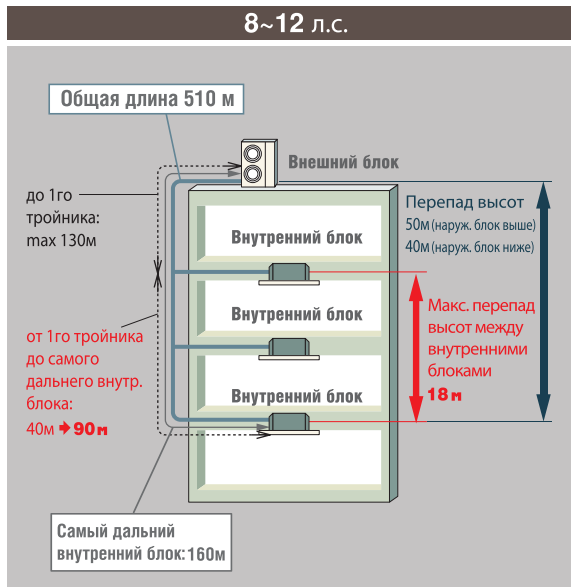 8~12 л.с.
Общая длина 510 м
Внешний блок
до 1го
тройника:
max 130м
Перепад высот
50м (наруж. блок выше)
40м (наруж. блок ниже)
Внутренний блок
Внутренний блок
Внутренний блок
Макс. перепад
высот между
внутренними
блоками
18 м
от 1го тройника
до самого
дальнего внутр.
блока:
40м → 90 м
Самый дальний
внутренний блок: 160м